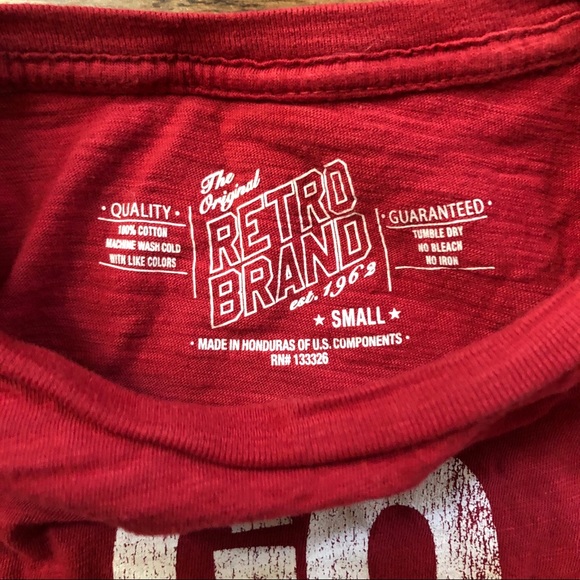 The
Original
RETRO
BRAND
est. 1962
· QUALITY ·
100% COTTON
MACHINE WASH COLD
WITH LIKE COLORS
· GUARANTEED ·
TUMBLE DRY
NO BLEACH
NO IRON
★ SMALL ★
· MADE IN HONDURAS OF U.S. COMPONENTS ·
RN# 133326